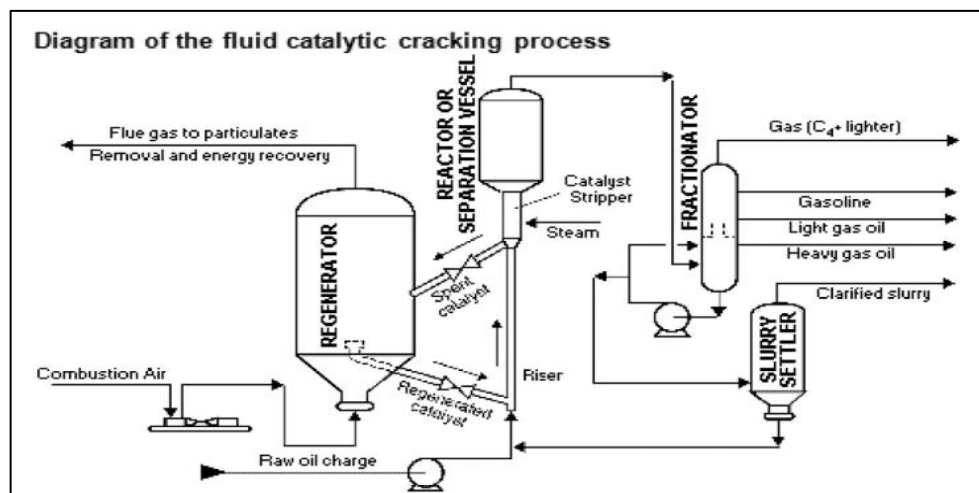 Diagram of the fluid catalytic cracking process
Flue gas to particulates
Removal and energy recovery
REACTOR OR
SEPARATION VESSEL
Catalyst
Stripper
Steam
FRACTIONATOR
Gas (C₄+ lighter)
Gasoline
Light gas oil
Heavy gas oil
Clarified slurry
REGENERATOR
Spent
catalyst
SLURRY
SETTLER
Combustion Air
Regenerated
catalyst
Riser
Raw oil charge